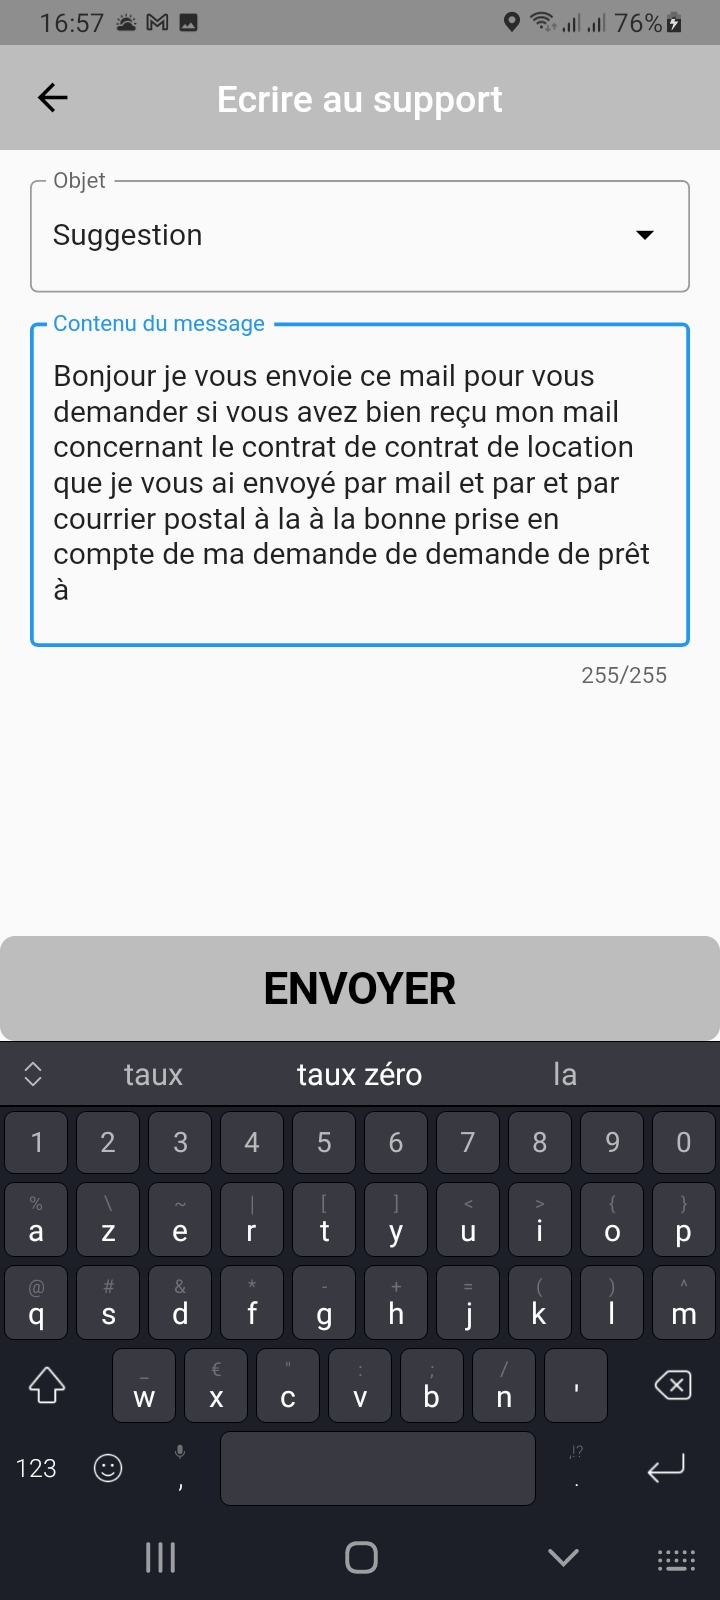 16:57
76%
Ecrire au support
Objet
Suggestion
Contenu du message
Bonjour je vous envoie ce mail pour vous
demander si vous avez bien reçu mon mail
concernant le contrat de contrat de location
que je vous ai envoyé par mail et par et par
courrier postal à la à la bonne prise en
compte de ma demande de demande de prêt
à
255/255
ENVOYER
taux taux zéro la
1 2 3 4 5 6 7 8 9 0
% \ ~ | [ ] < > { }
a z e r t y u i o p
@ # & * - + = ( ) ^
q s d f g h j k l m
_ € " : ; /
w x c v b n '
,!?
123 , .